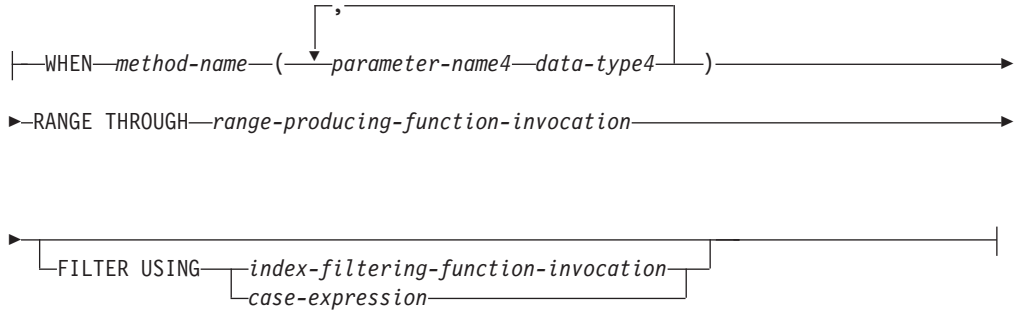 ,
WHEN method-name ( parameter-name4 data-type4 )
RANGE THROUGH range-producing-function-invocation
FILTER USING index-filtering-function-invocation
case-expression